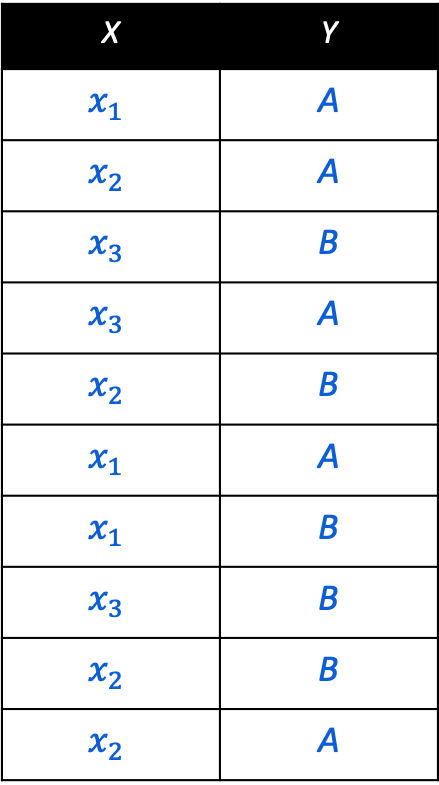 X Y
x₁ A
x₂ A
x₃ B
x₃ A
x₂ B
x₁ A
x₁ B
x₃ B
x₂ B
x₂ A